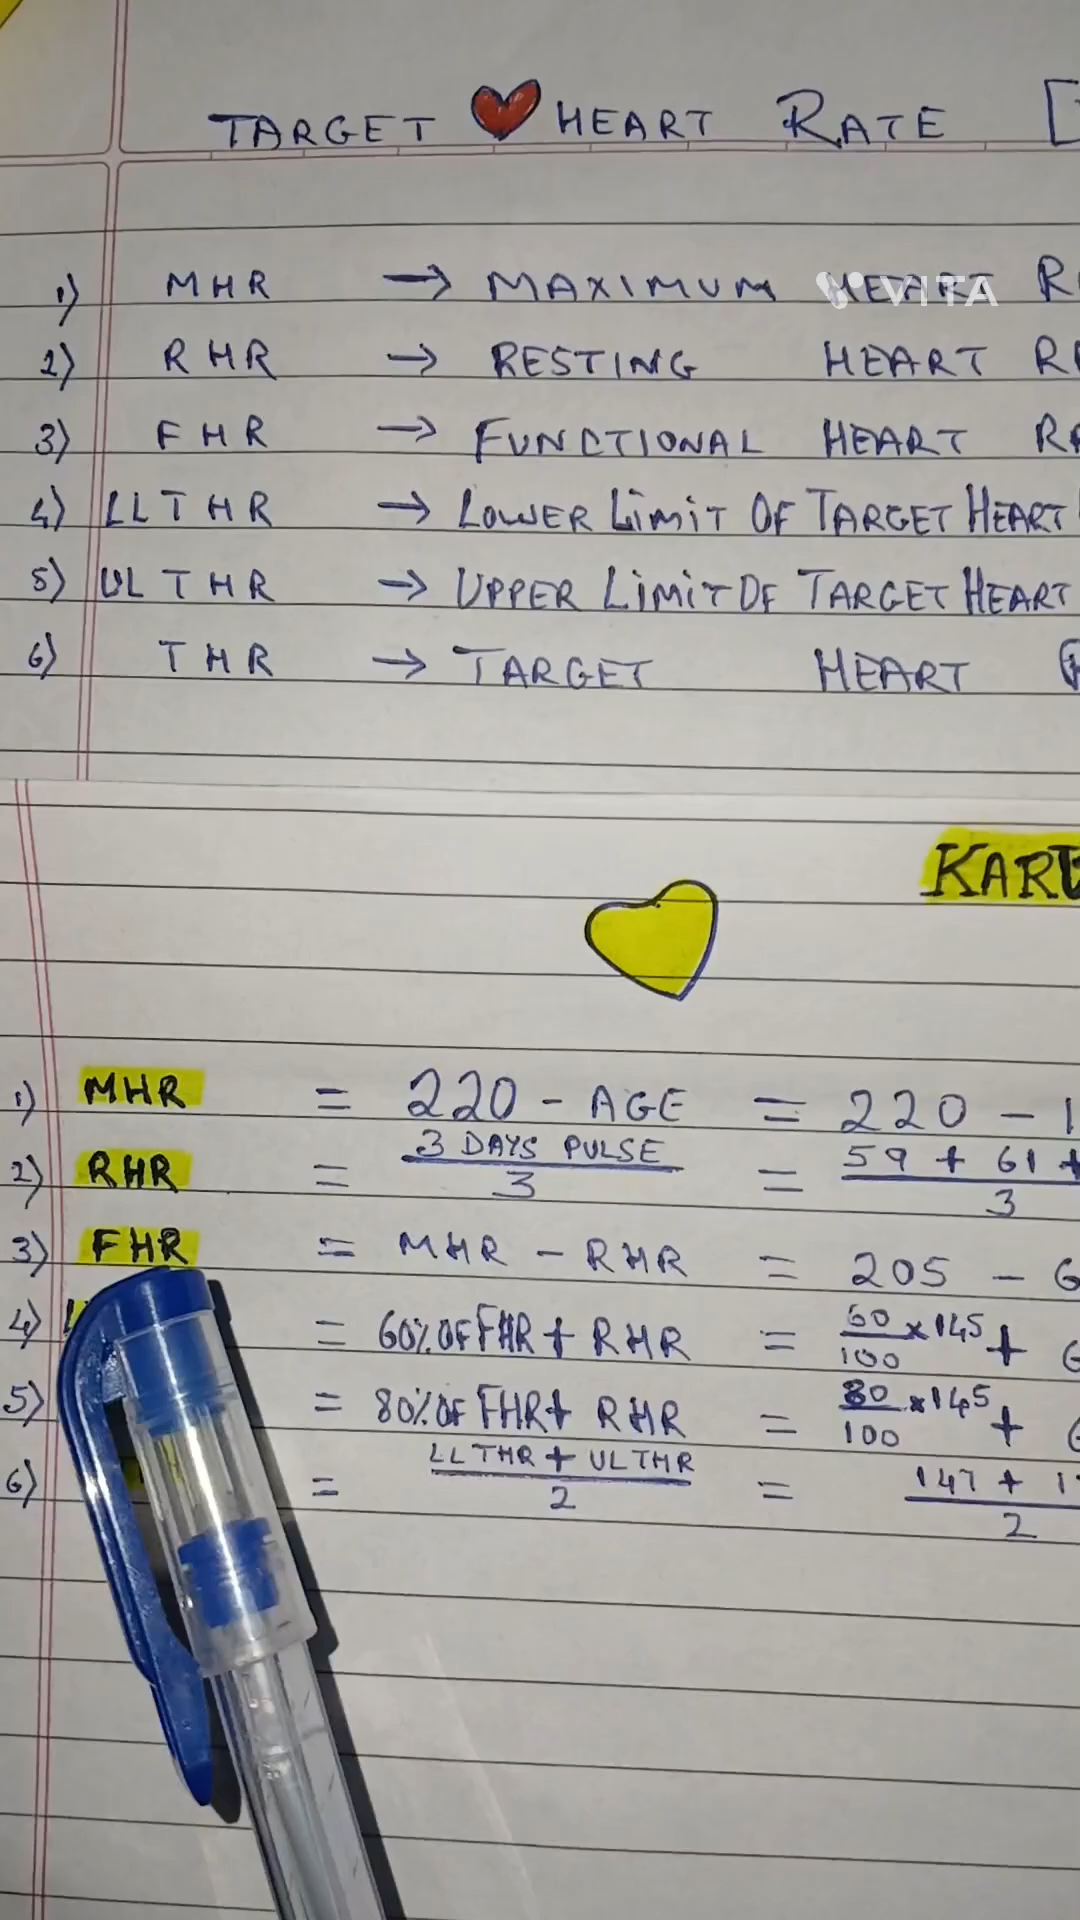 TARGET HEART RATE [
1) MHR → MAXIMUM HEART
VITA
2) RHR → RESTING HEART
3) FHR → FUNCTIONAL HEART
4) LLTHR → LOWER LIMIT OF TARGET HEART
5) ULTHR → UPPER LIMIT OF TARGET HEART
6) THR → TARGET HEART
1) MHR = 220 - AGE = 220 -
2) RHR = 3 DAYS PULSE / 3 = 59 + 61 + / 3
3) FHR = MHR - RHR = 205 -
4) = 60% OF FHR + RHR = 60/100 × 145 +
5) = 80% OF FHR + RHR = 80/100 × 145 +
6) = LLTHR + ULTHR / 2 = 147 + / 2